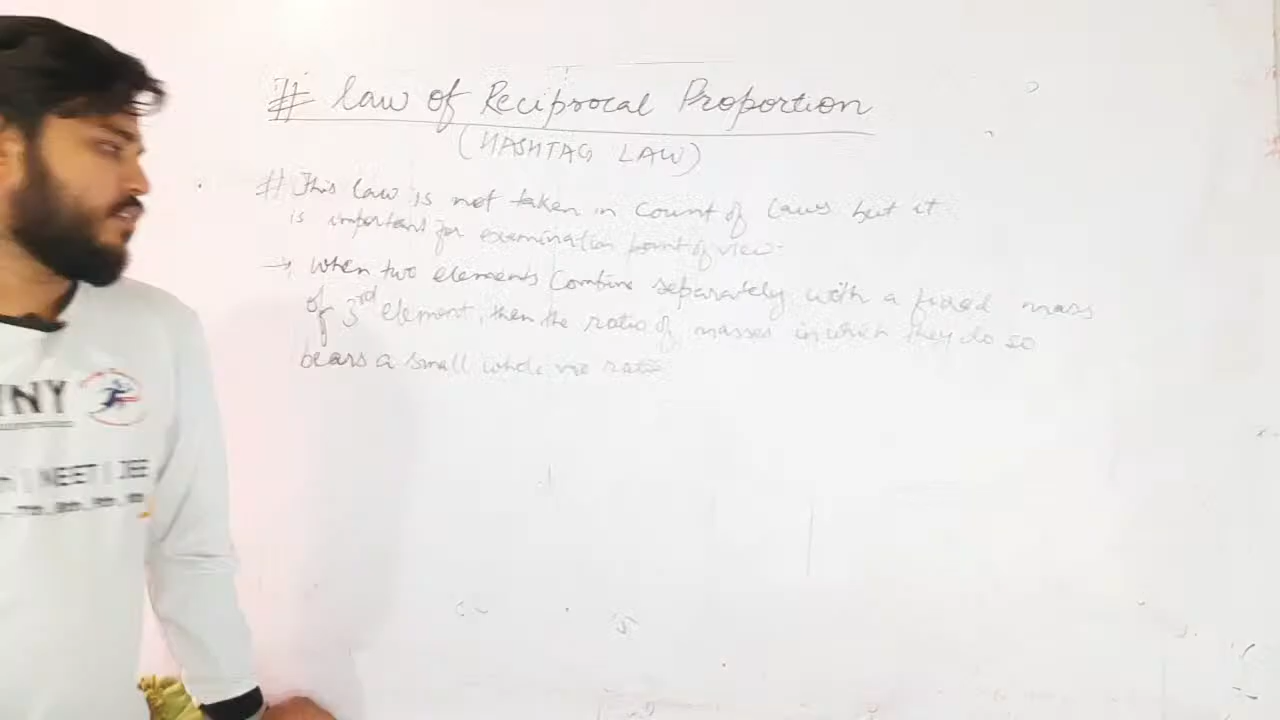 # Law of Reciprocal Proportion
(HASHTAG LAW)
# This law is not taken in count of laws but it
is important for examination point of view.
→ When two elements combine separately with a fixed mass
of 3rd element, then the ratio of masses in which they do so
bears a small whole no ratio
YNY
| NEET | JEE